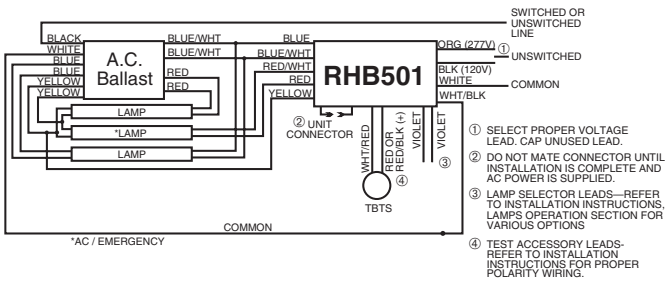 SWITCHED OR
UNSWITCHED
LINE
BLACK
WHITE
BLUE
BLUE
YELLOW
YELLOW
A.C.
Ballast
BLUE/WHT
BLUE/WHT
RED
RED
BLUE
BLUE/WHT
RED/WHT
RED
YELLOW
RHB501
ORG (277V)
①
UNSWITCHED
BLK (120V)
WHITE
COMMON
WHT/BLK
LAMP
*LAMP
LAMP
② UNIT
CONNECTOR
WHT/RED
RED OR
RED/BLK (+)
VIOLET
VIOLET
③
④
TBTS
COMMON
*AC / EMERGENCY
① SELECT PROPER VOLTAGE
LEAD. CAP UNUSED LEAD.
② DO NOT MATE CONNECTOR UNTIL
INSTALLATION IS COMPLETE AND
AC POWER IS SUPPLIED.
③ LAMP SELECTOR LEADS—REFER
TO INSTALLATION INSTRUCTIONS,
LAMPS OPERATION SECTION FOR
VARIOUS OPTIONS
④ TEST ACCESSORY LEADS-
REFER TO INSTALLATION
INSTRUCTIONS FOR PROPER
POLARITY WIRING.